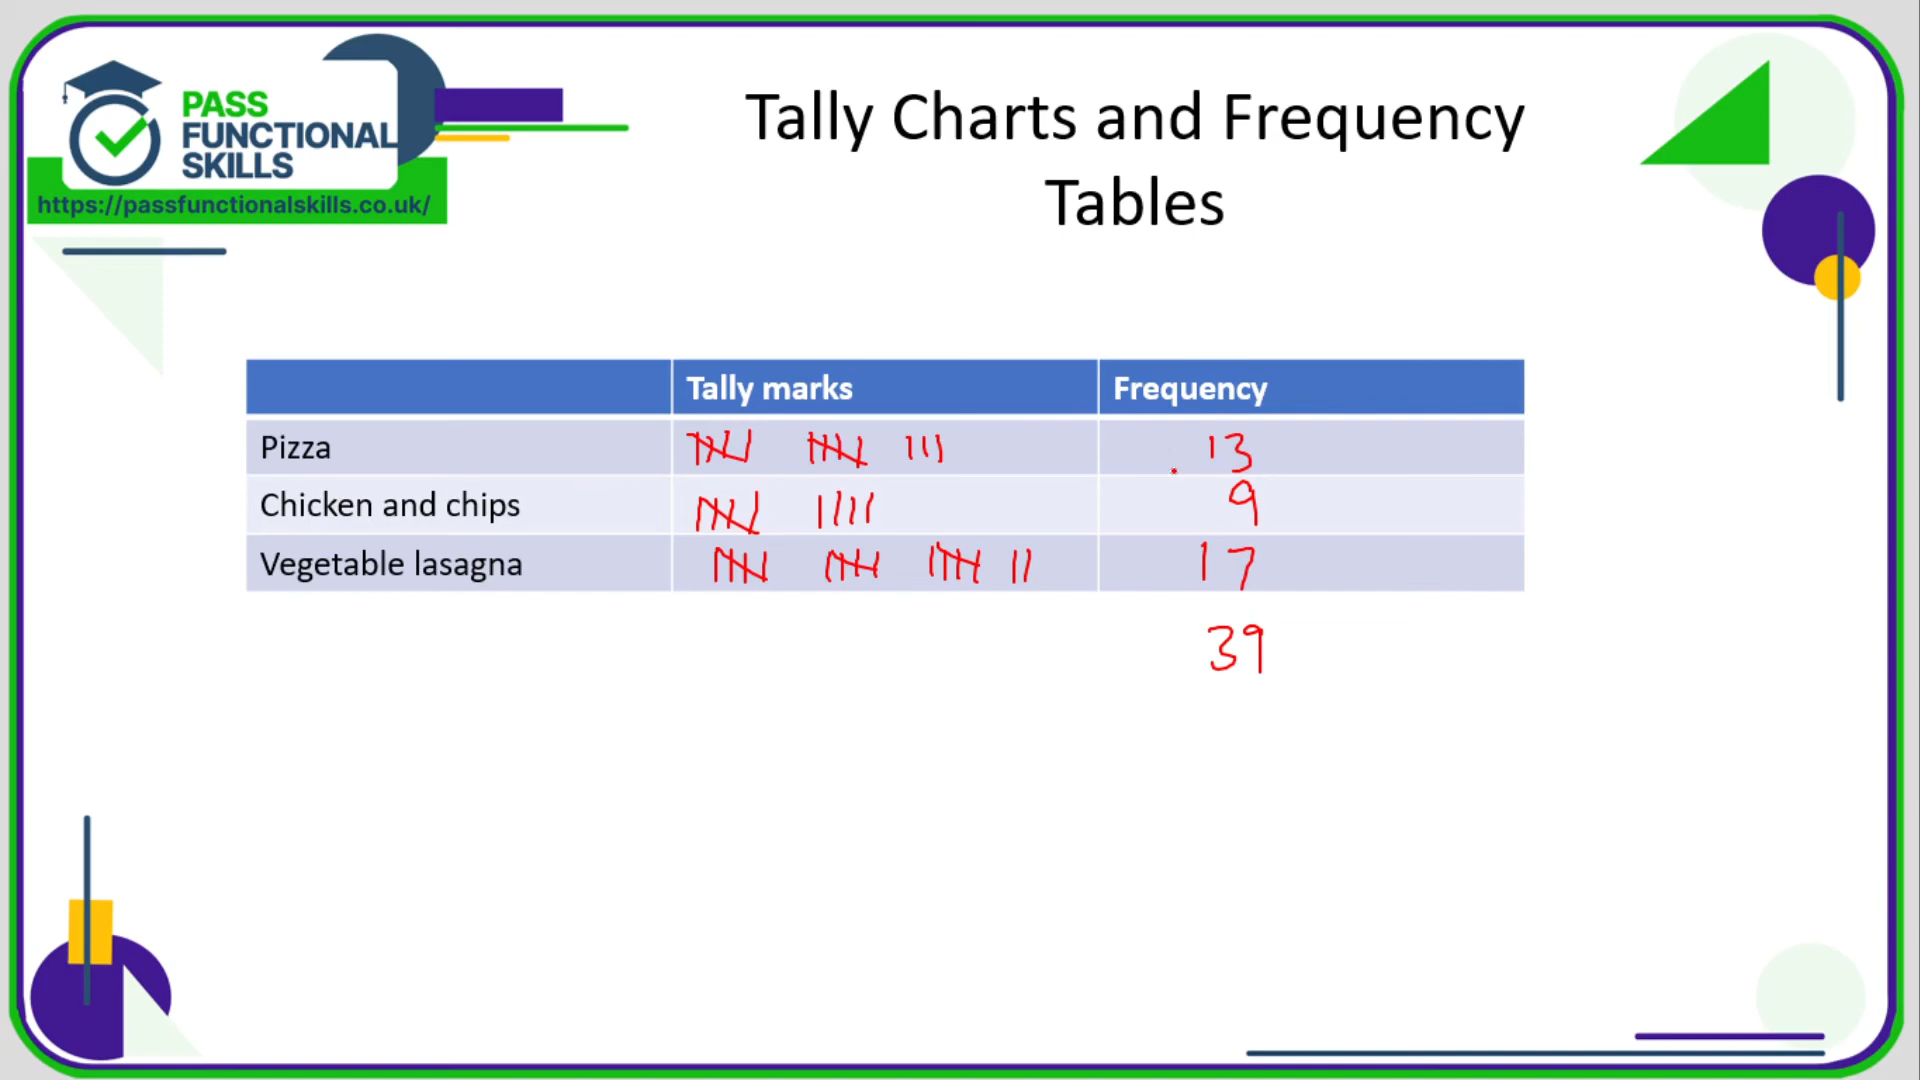 PASS
FUNCTIONAL
SKILLS
https://passfunctionalskills.co.uk/
Tally Charts and Frequency
Tables
Tally marks Frequency
Pizza 13
Chicken and chips 9
Vegetable lasagna 17
39